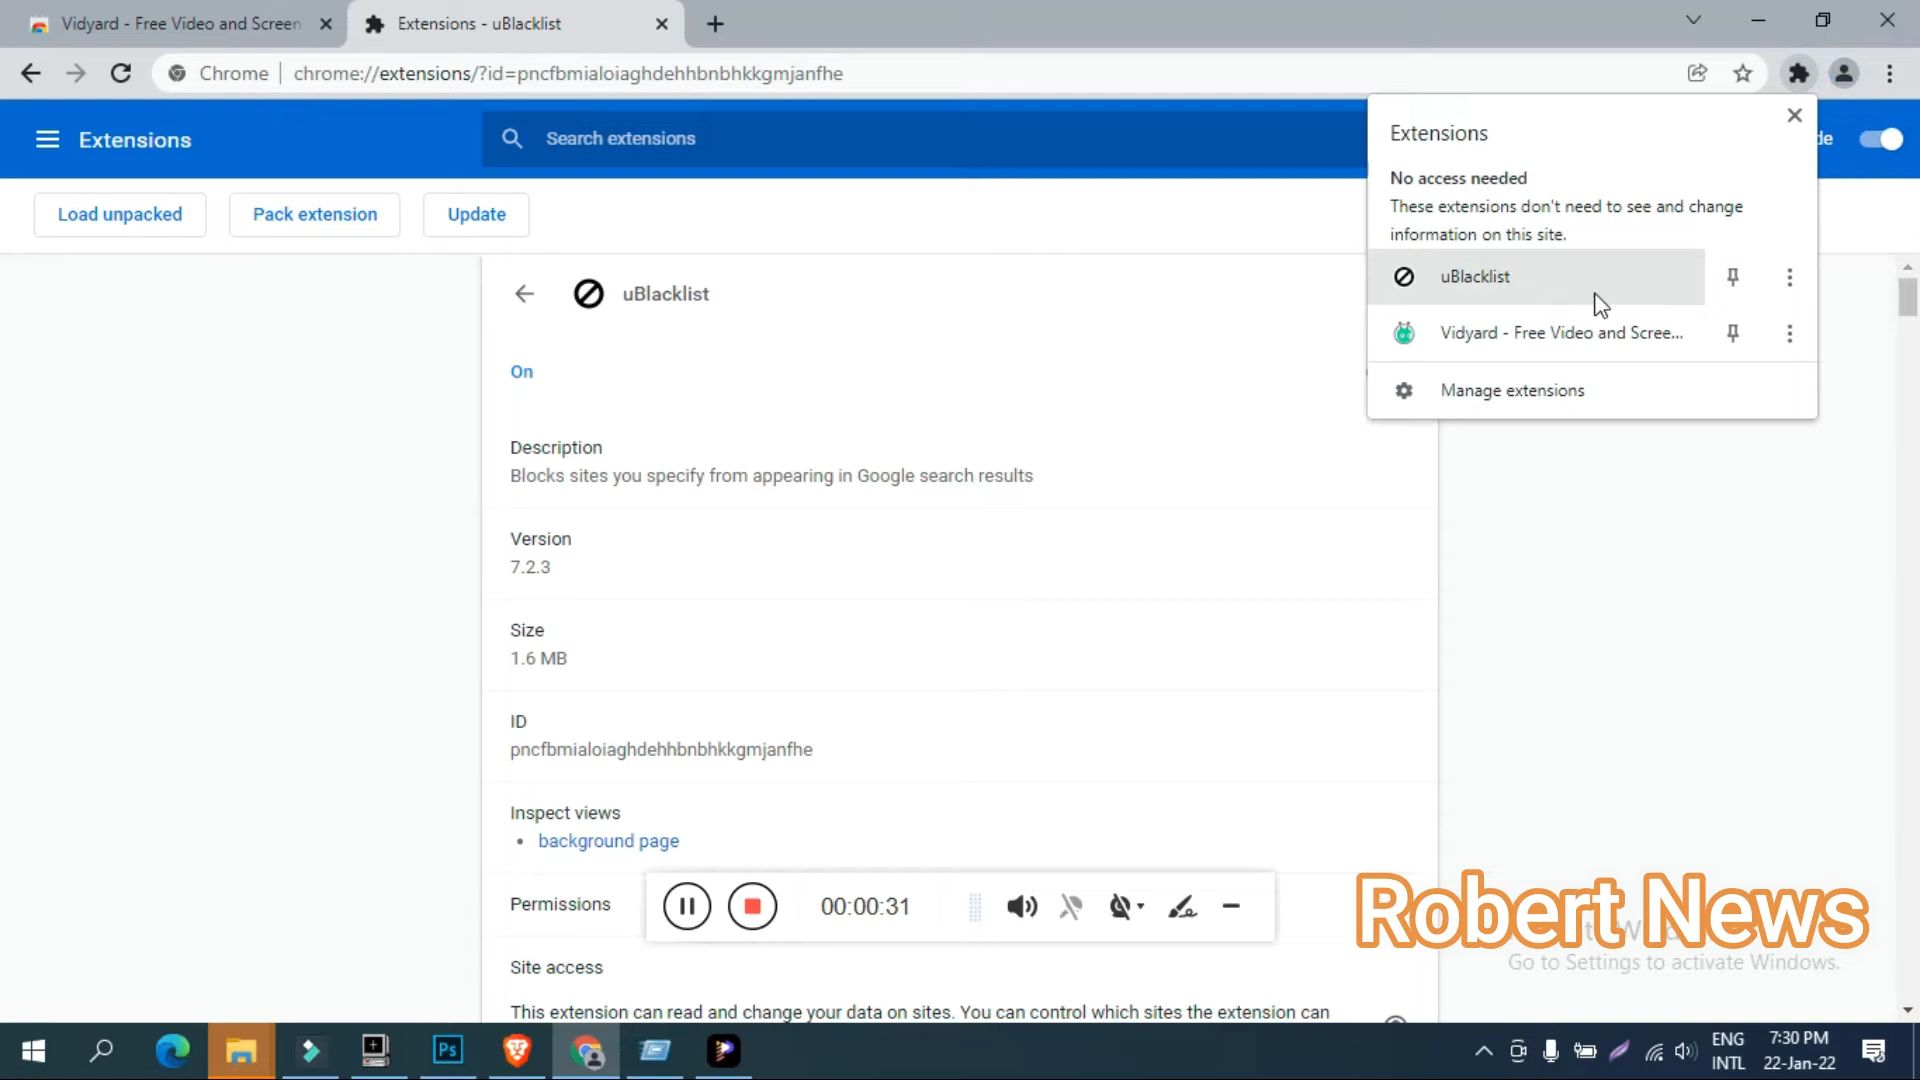 Vidyard - Free Video and Screen
Extensions - uBlacklist
Chrome
chrome://extensions/?id=pncfbmialoiaghdehhbnbhkkgmjanfhe
Extensions
Search extensions
de
Load unpacked
Pack extension
Update
Extensions
No access needed
These extensions don't need to see and change
information on this site.
uBlacklist
Vidyard - Free Video and Scree...
Manage extensions
uBlacklist
On
Description
Blocks sites you specify from appearing in Google search results
Version
7.2.3
Size
1.6 MB
ID
pncfbmialoiaghdehhbnbhkkgmjanfhe
Inspect views
• background page
Permissions
00:00:31
Robert News
Go to Settings to activate Windows.
Site access
This extension can read and change your data on sites. You can control which sites the extension can
Ps
ENG
INTL
7:30 PM
22-Jan-22